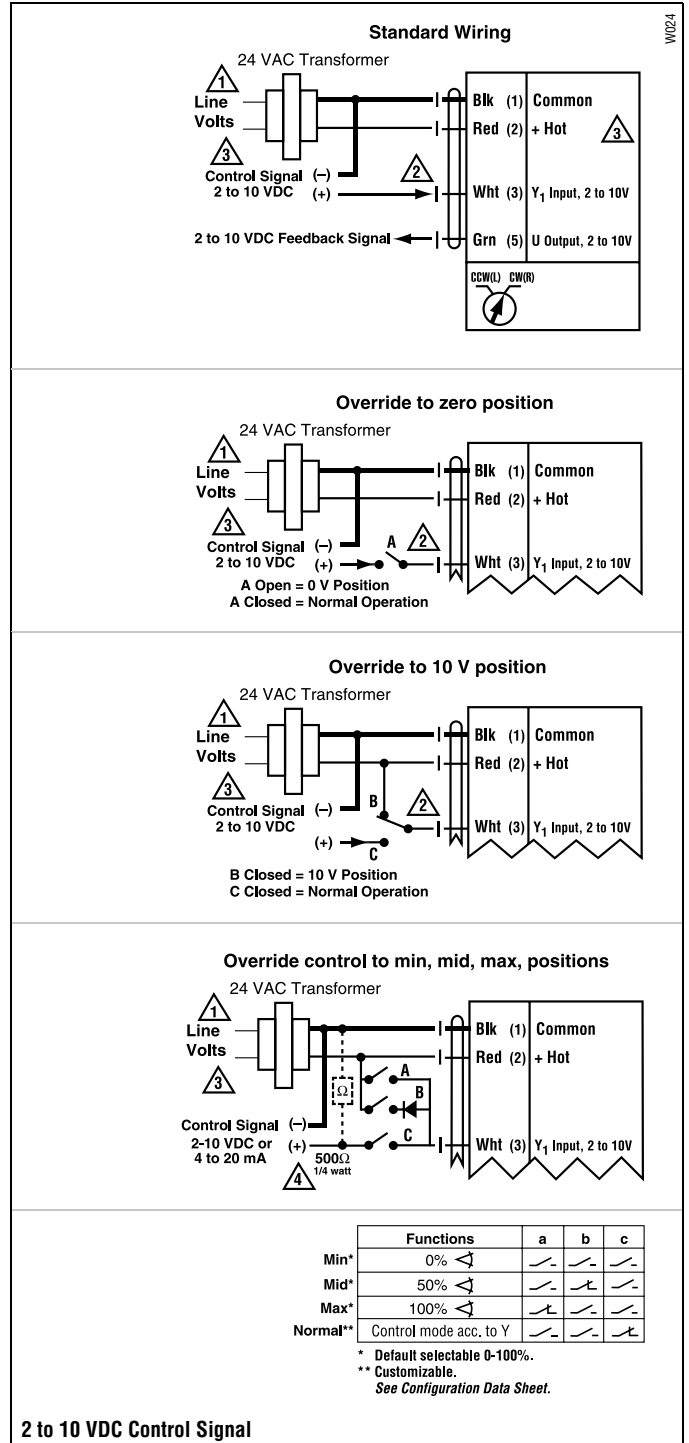 W024
Standard Wiring
24 VAC Transformer
1
Line
Volts
3
Control Signal (–)
2 to 10 VDC (+)
2
Blk (1) Common
Red (2) + Hot
3
Wht (3) Y1 Input, 2 to 10V
2 to 10 VDC Feedback Signal
Grn (5) U Output, 2 to 10V
CCW(L) CW(R)
Override to zero position
24 VAC Transformer
1
Line
Volts
3
Control Signal (–)
2 to 10 VDC (+)
A
2
Blk (1) Common
Red (2) + Hot
Wht (3) Y1 Input, 2 to 10V
A Open = 0 V Position
A Closed = Normal Operation
Override to 10 V position
24 VAC Transformer
1
Line
Volts
3
Control Signal (–)
2 to 10 VDC
(+)
B
C
2
Blk (1) Common
Red (2) + Hot
Wht (3) Y1 Input, 2 to 10V
B Closed = 10 V Position
C Closed = Normal Operation
Override control to min, mid, max, positions
24 VAC Transformer
1
Line
Volts
3
Ω
A
B
C
Control Signal (–)
2-10 VDC or (+)
4 to 20 mA
4
500Ω
1/4 watt
Blk (1) Common
Red (2) + Hot
Wht (3) Y1 Input, 2 to 10V
Functions a b c
Min* 0%
Mid* 50%
Max* 100%
Normal** Control mode acc. to Y
* Default selectable 0-100%.
** Customizable.
See Configuration Data Sheet.
2 to 10 VDC Control Signal